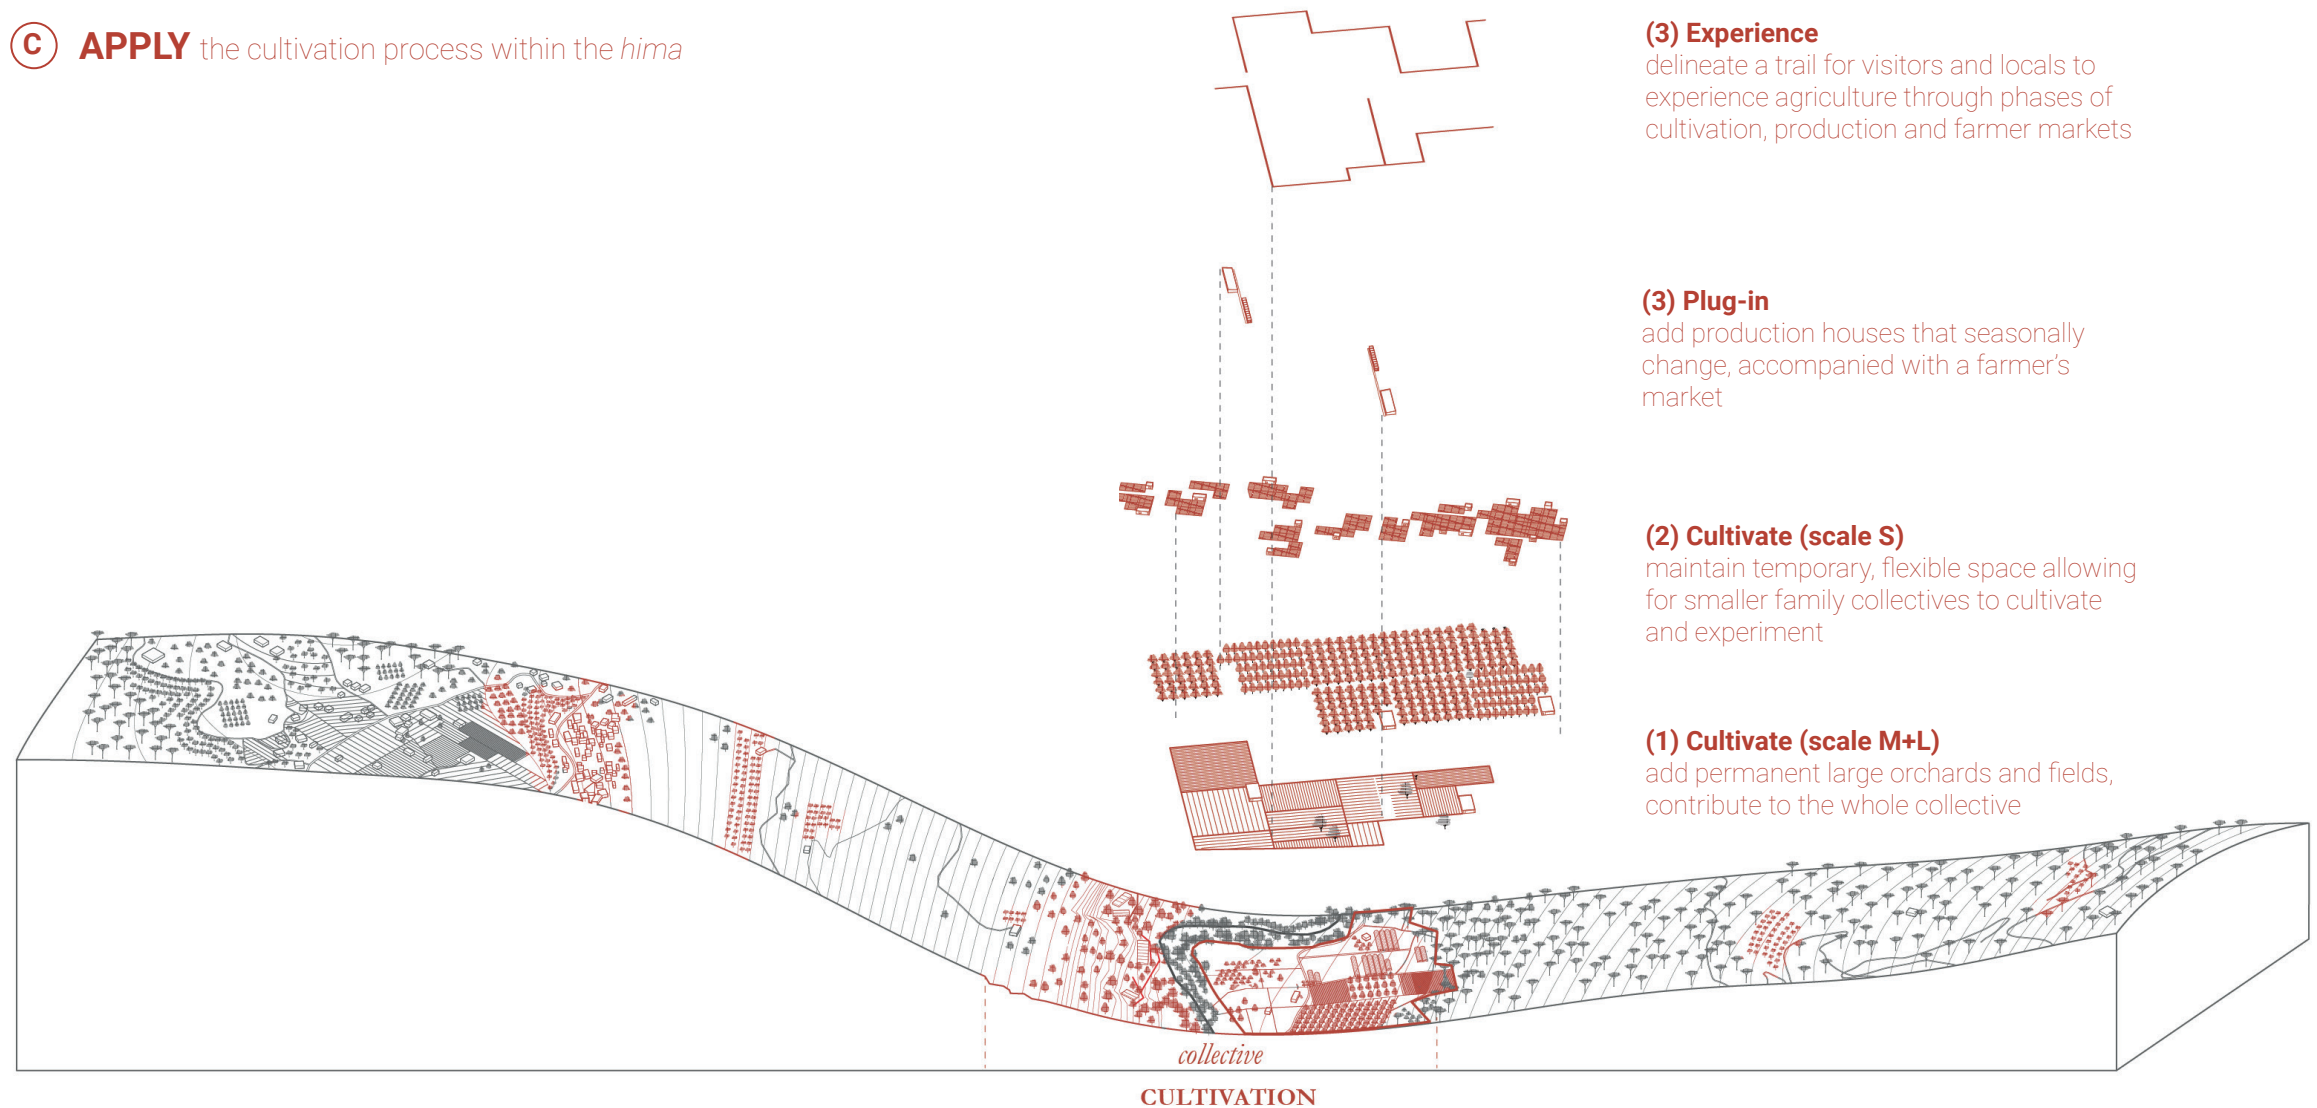 C APPLY the cultivation process within the hima
(3) Experience
delineate a trail for visitors and locals to
experience agriculture through phases of
cultivation, production and farmer markets
(3) Plug-in
add production houses that seasonally
change, accompanied with a farmer's
market
(2) Cultivate (scale S)
maintain temporary, flexible space allowing
for smaller family collectives to cultivate
and experiment
(1) Cultivate (scale M+L)
add permanent large orchards and fields,
contribute to the whole collective
collective
CULTIVATION